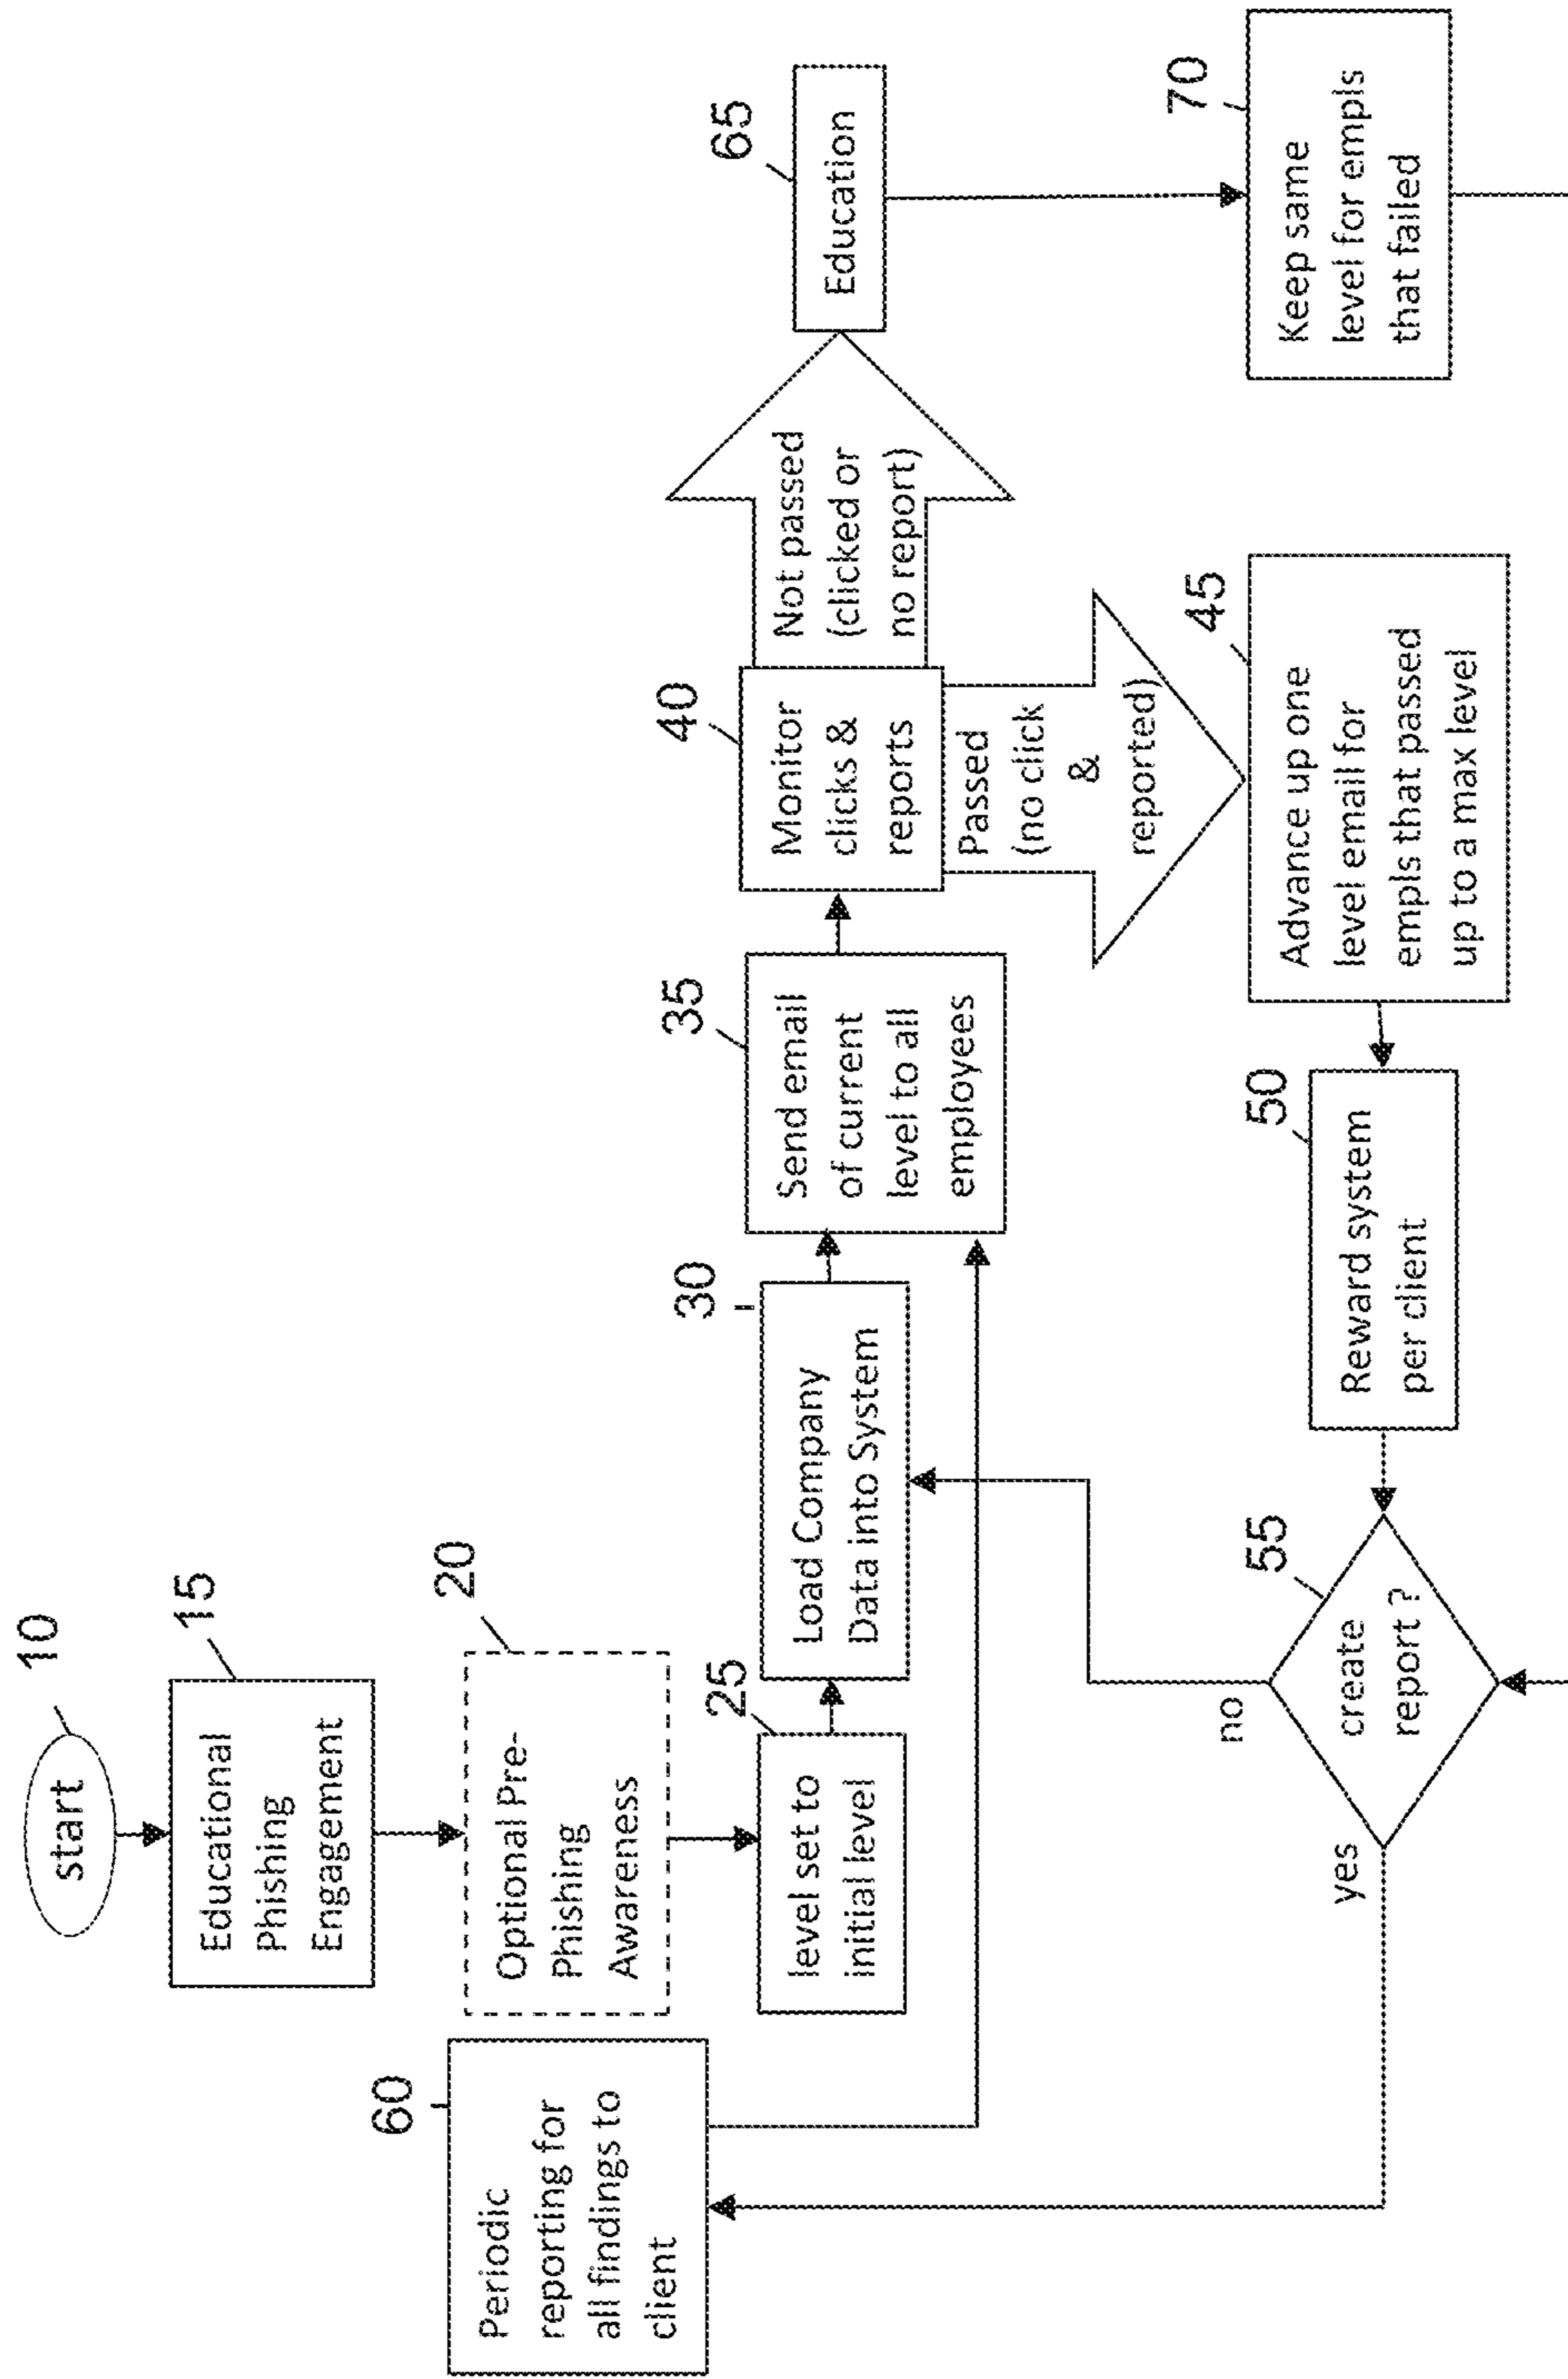 10
start
15
Educational
Phishing
Engagement
20
Optional Pre-
Phishing
Awareness
25
level set to
initial level
30
Load Company
Data into System
35
Send email
of current
level to all
employees
40
Monitor
clicks &
reports
Not passed
(clicked or
no report)
65
Education
70
Keep same
level for empls
that failed
Passed
(no click
&
reported)
45
Advance up one
level email for
empls that passed
up to a max level
50
Reward system
per client
55
create
report ?
no
yes
60
Periodic
reporting for
all findings to
client